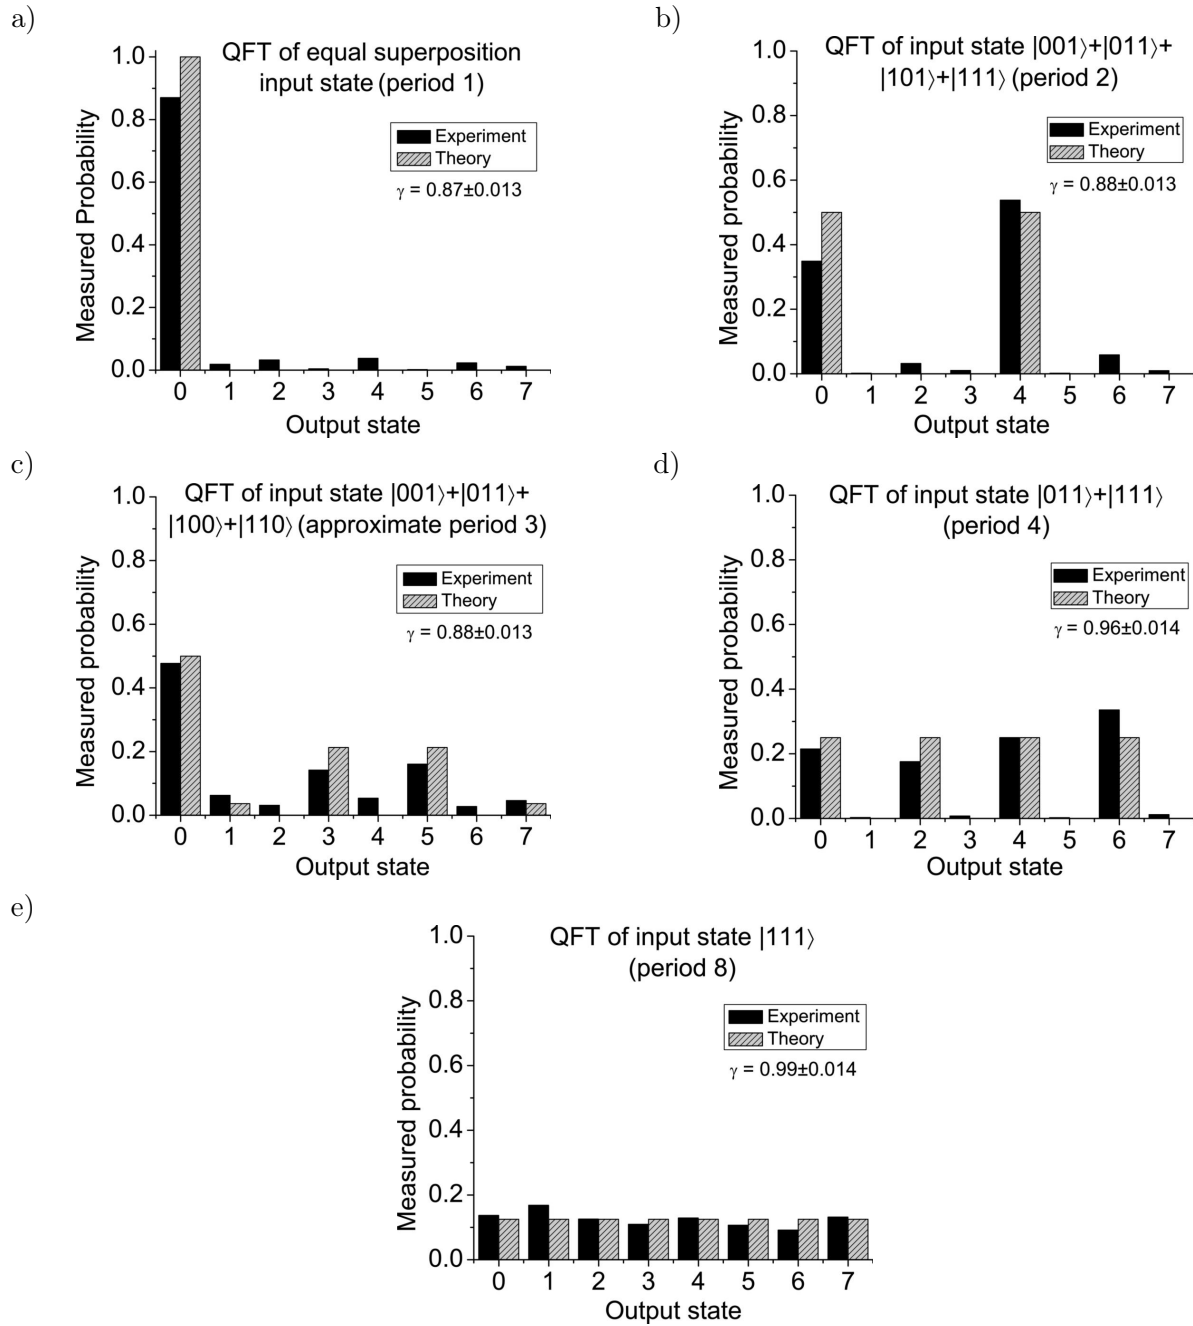 a)
QFT of equal superposition
input state (period 1)
Experiment
Theory
γ = 0.87±0.013
Measured Probability
1.0
0.8
0.6
0.4
0.2
0.0
0 1 2 3 4 5 6 7
Output state
b)
QFT of input state |001⟩+|011⟩+
|101⟩+|111⟩ (period 2)
Experiment
Theory
γ = 0.88±0.013
Measured probability
1.0
0.8
0.6
0.4
0.2
0.0
0 1 2 3 4 5 6 7
Output state
c)
QFT of input state |001⟩+|011⟩+
|100⟩+|110⟩ (approximate period 3)
Experiment
Theory
γ = 0.88±0.013
Measured probability
1.0
0.8
0.6
0.4
0.2
0.0
0 1 2 3 4 5 6 7
Output state
d)
QFT of input state |011⟩+|111⟩
(period 4)
Experiment
Theory
γ = 0.96±0.014
Measured probability
1.0
0.8
0.6
0.4
0.2
0.0
0 1 2 3 4 5 6 7
Output state
e)
QFT of input state |111⟩
(period 8)
Experiment
Theory
γ = 0.99±0.014
Measured probability
1.0
0.8
0.6
0.4
0.2
0.0
0 1 2 3 4 5 6 7
Output state